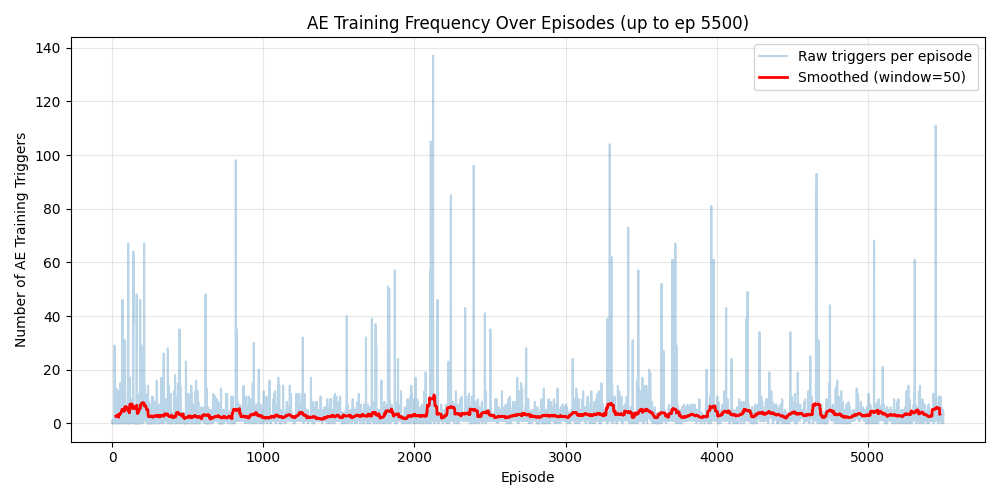 AE Training Frequency Over Episodes (up to ep 5500)
Raw triggers per episode
Smoothed (window=50)
Number of AE Training Triggers
140
120
100
80
60
40
20
0
0 1000 2000 3000 4000 5000
Episode